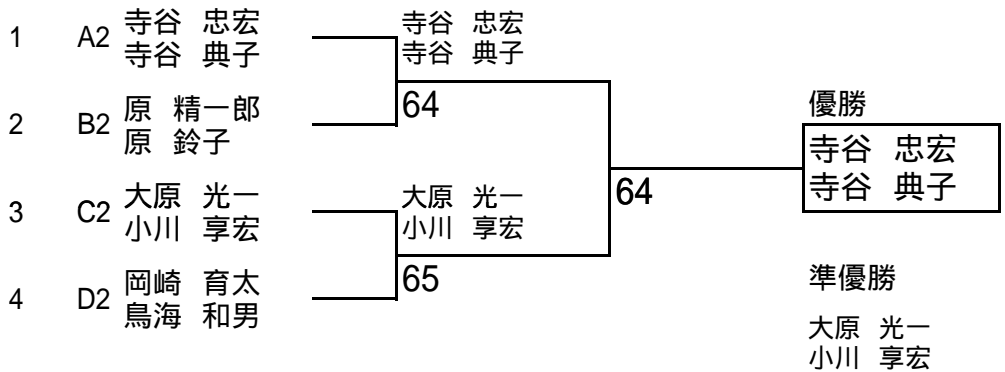 1 A2 寺谷 忠宏
寺谷 典子
2 B2 原 精一郎
原 鈴子
3 C2 大原 光一
小川 享宏
4 D2 岡崎 育太
鳥海 和男
寺谷 忠宏
寺谷 典子
64
大原 光一
小川 享宏
65
64
優勝
寺谷 忠宏
寺谷 典子
準優勝
大原 光一
小川 享宏